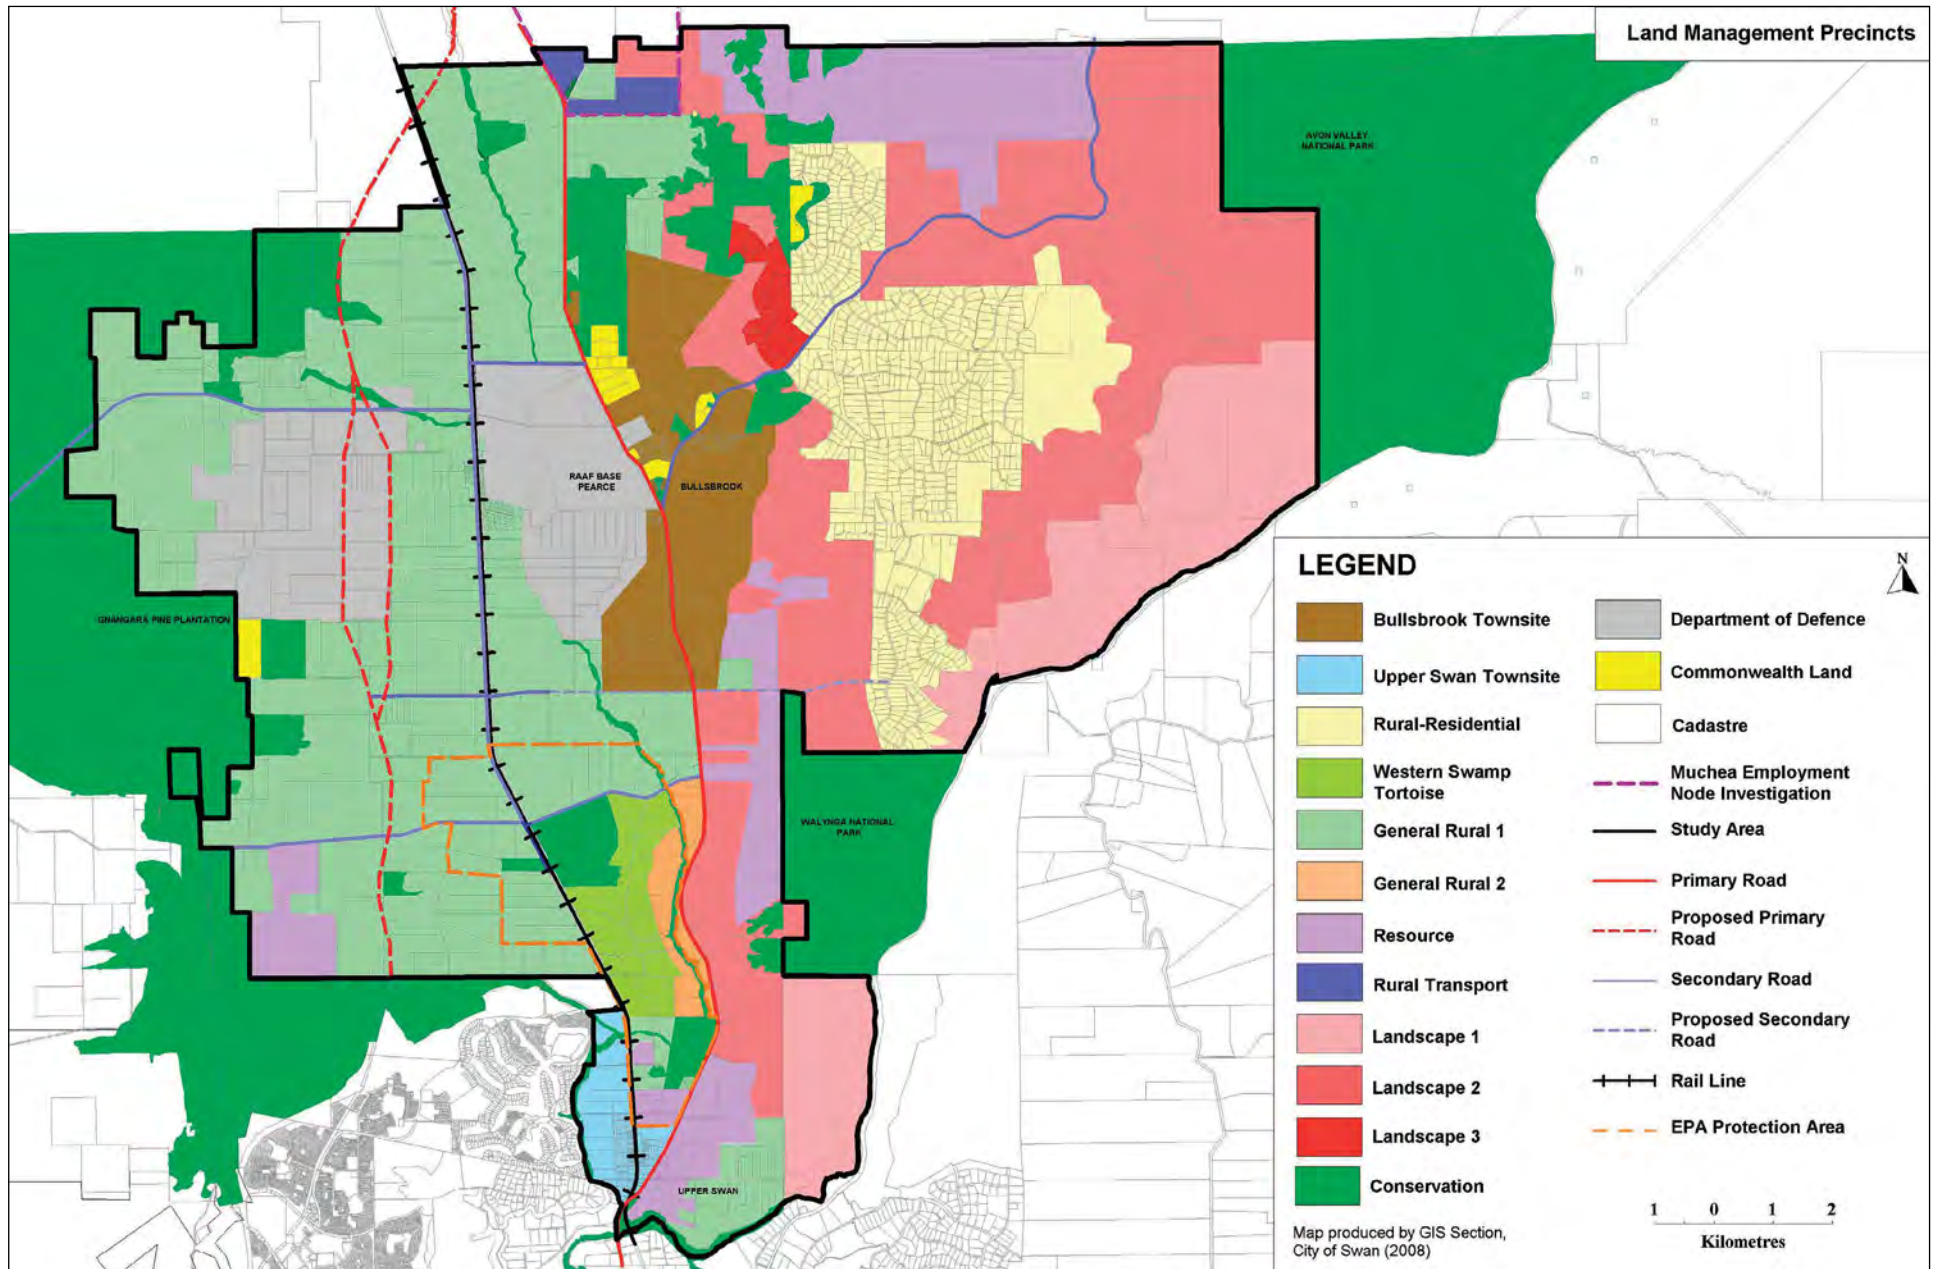 Land Management Precincts
AVON VALLEY
NATIONAL PARK
RAAF BASE
PEARCE
BULLSBROOK
GNANGARA PINE PLANTATION
WALYNGA NATIONAL
PARK
UPPER SWAN
LEGEND
N
Bullsbrook Townsite
Upper Swan Townsite
Rural-Residential
Western Swamp
Tortoise
General Rural 1
General Rural 2
Resource
Rural Transport
Landscape 1
Landscape 2
Landscape 3
Conservation
Department of Defence
Commonwealth Land
Cadastre
Muchea Employment
Node Investigation
Study Area
Primary Road
Proposed Primary
Road
Secondary Road
Proposed Secondary
Road
Rail Line
EPA Protection Area
Map produced by GIS Section,
City of Swan (2008)
1 0 1 2
Kilometres